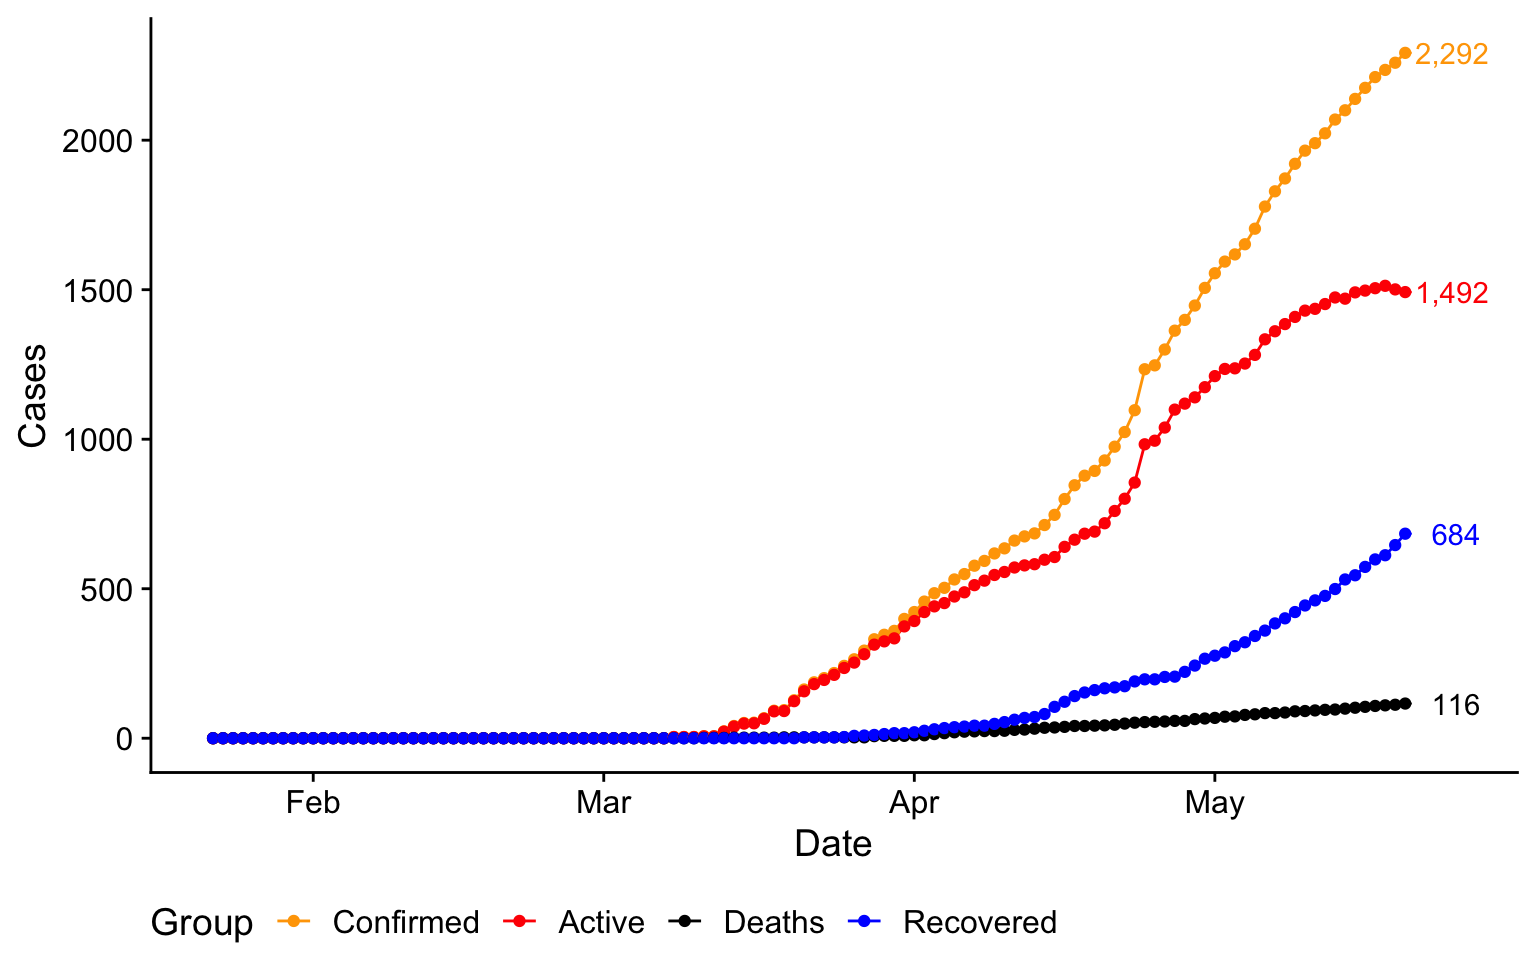 2,292
2000
1500
1,492
Cases
1000
684
500
116
0
Feb Mar Apr May
Date
Group Confirmed Active Deaths Recovered